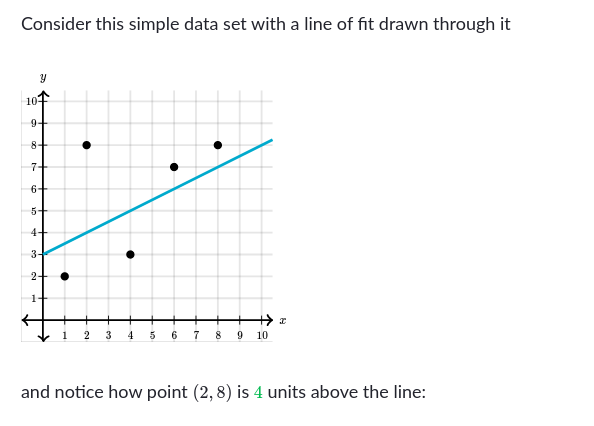 Consider this simple data set with a line of fit drawn through it
y
10
9
8
7
6
5
4
3
2
1
1 2 3 4 5 6 7 8 9 10
x
and notice how point (2, 8) is 4 units above the line: